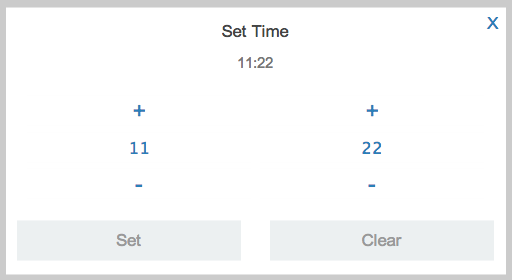 Set Time
X
11:22
+ +
11 22
- -
Set Clear